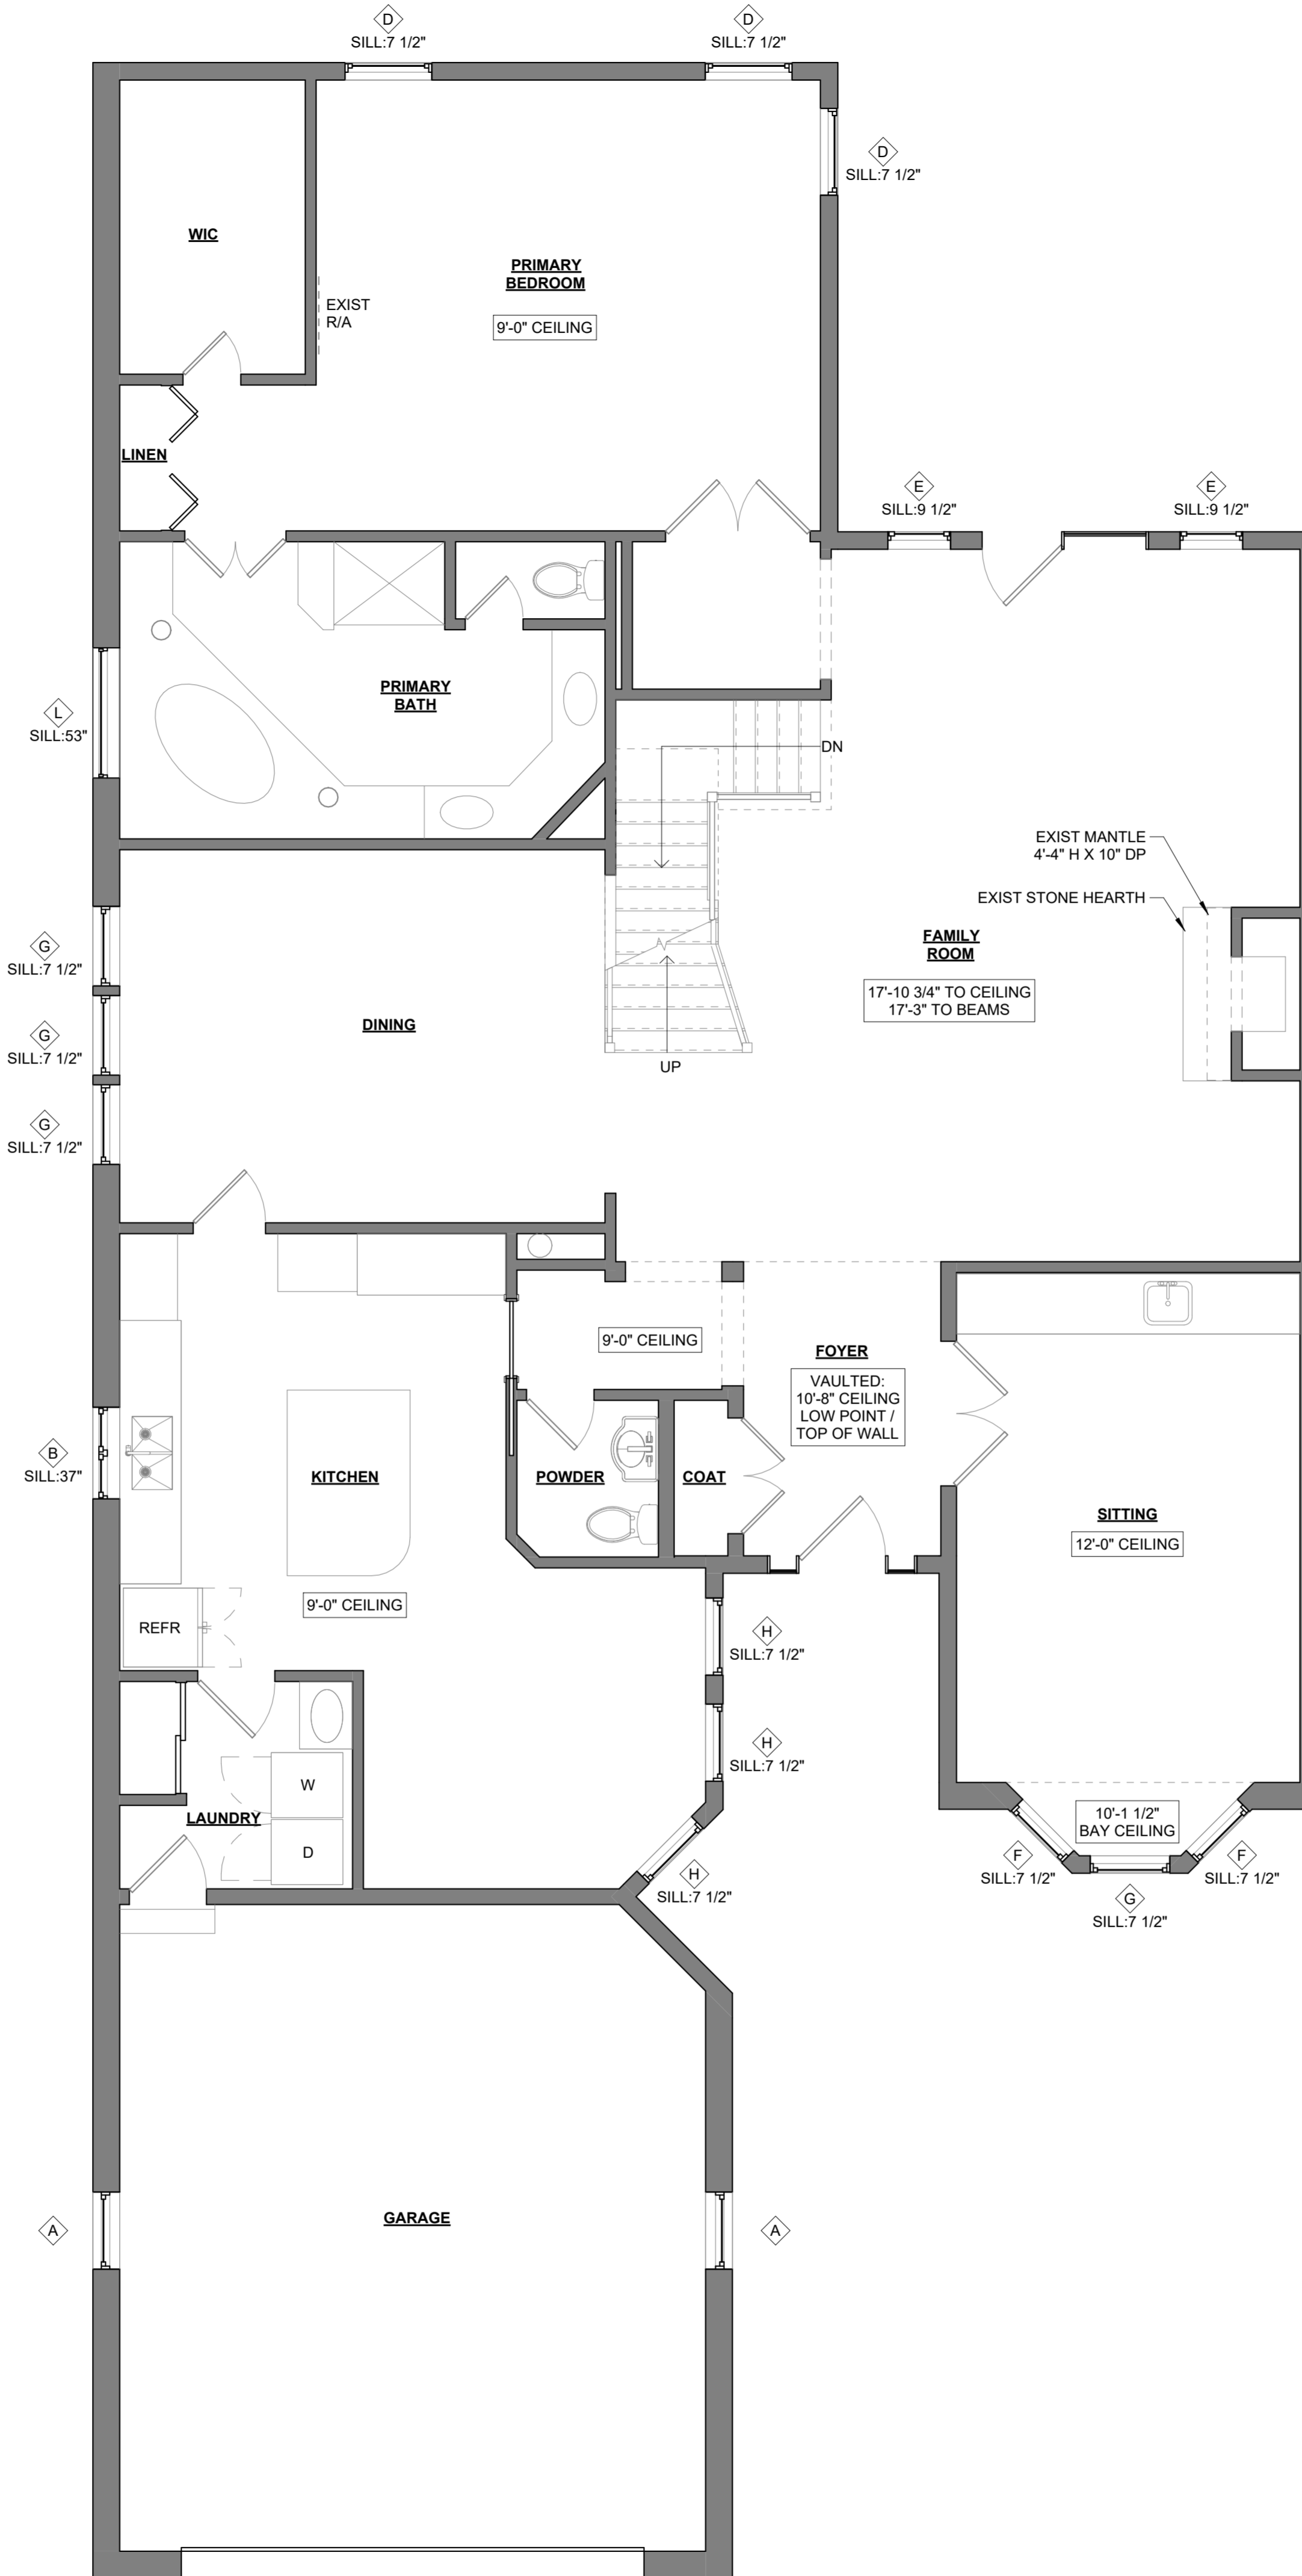 D
SILL:7 1/2"
D
SILL:7 1/2"
D
SILL:7 1/2"
WIC
PRIMARY
BEDROOM
9'-0" CEILING
EXIST
R/A
LINEN
E
SILL:9 1/2"
E
SILL:9 1/2"
PRIMARY
BATH
L
SILL:53"
DN
EXIST MANTLE
4'-4" H X 10" DP
EXIST STONE HEARTH
FAMILY
ROOM
17'-10 3/4" TO CEILING
17'-3" TO BEAMS
G
SILL:7 1/2"
DINING
G
SILL:7 1/2"
UP
G
SILL:7 1/2"
9'-0" CEILING
FOYER
VAULTED:
10'-8" CEILING
LOW POINT /
TOP OF WALL
B
SILL:37"
KITCHEN
POWDER
COAT
SITTING
12'-0" CEILING
9'-0" CEILING
REFR
H
SILL:7 1/2"
H
SILL:7 1/2"
W
LAUNDRY
D
10'-1 1/2"
BAY CEILING
H
SILL:7 1/2"
F
SILL:7 1/2"
F
SILL:7 1/2"
G
SILL:7 1/2"
GARAGE
A
A